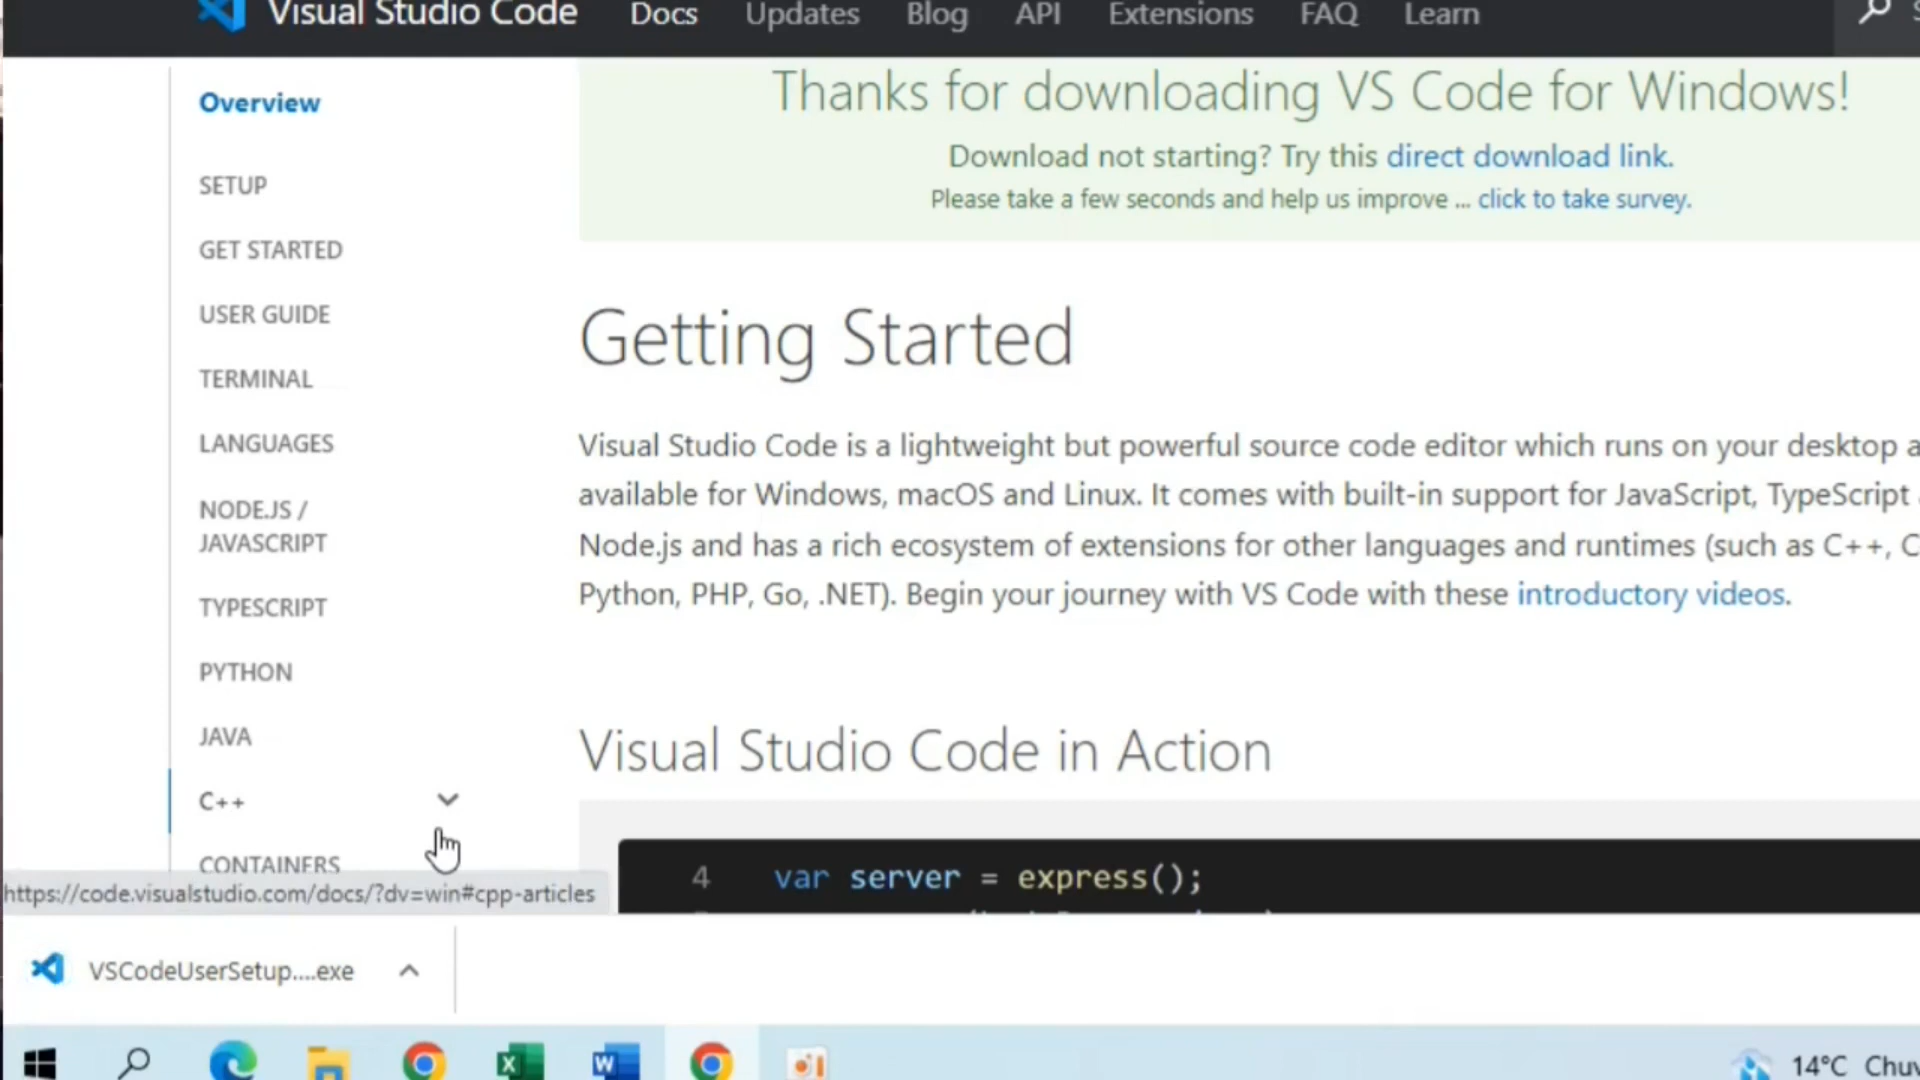 Visual Studio Code Docs Updates Blog API Extensions FAQ Learn
Overview
SETUP
GET STARTED
USER GUIDE
TERMINAL
LANGUAGES
NODE.JS /
JAVASCRIPT
TYPESCRIPT
PYTHON
JAVA
C++
CONTAINERS
Thanks for downloading VS Code for Windows!
Download not starting? Try this direct download link.
Please take a few seconds and help us improve ... click to take survey.
Getting Started
Visual Studio Code is a lightweight but powerful source code editor which runs on your desktop a
available for Windows, macOS and Linux. It comes with built-in support for JavaScript, TypeScript
Node.js and has a rich ecosystem of extensions for other languages and runtimes (such as C++, C
Python, PHP, Go, .NET). Begin your journey with VS Code with these introductory videos.
Visual Studio Code in Action
4 var server = express();
https://code.visualstudio.com/docs/?dv=win#cpp-articles
VSCodeUserSetup....exe
14°C Chuv